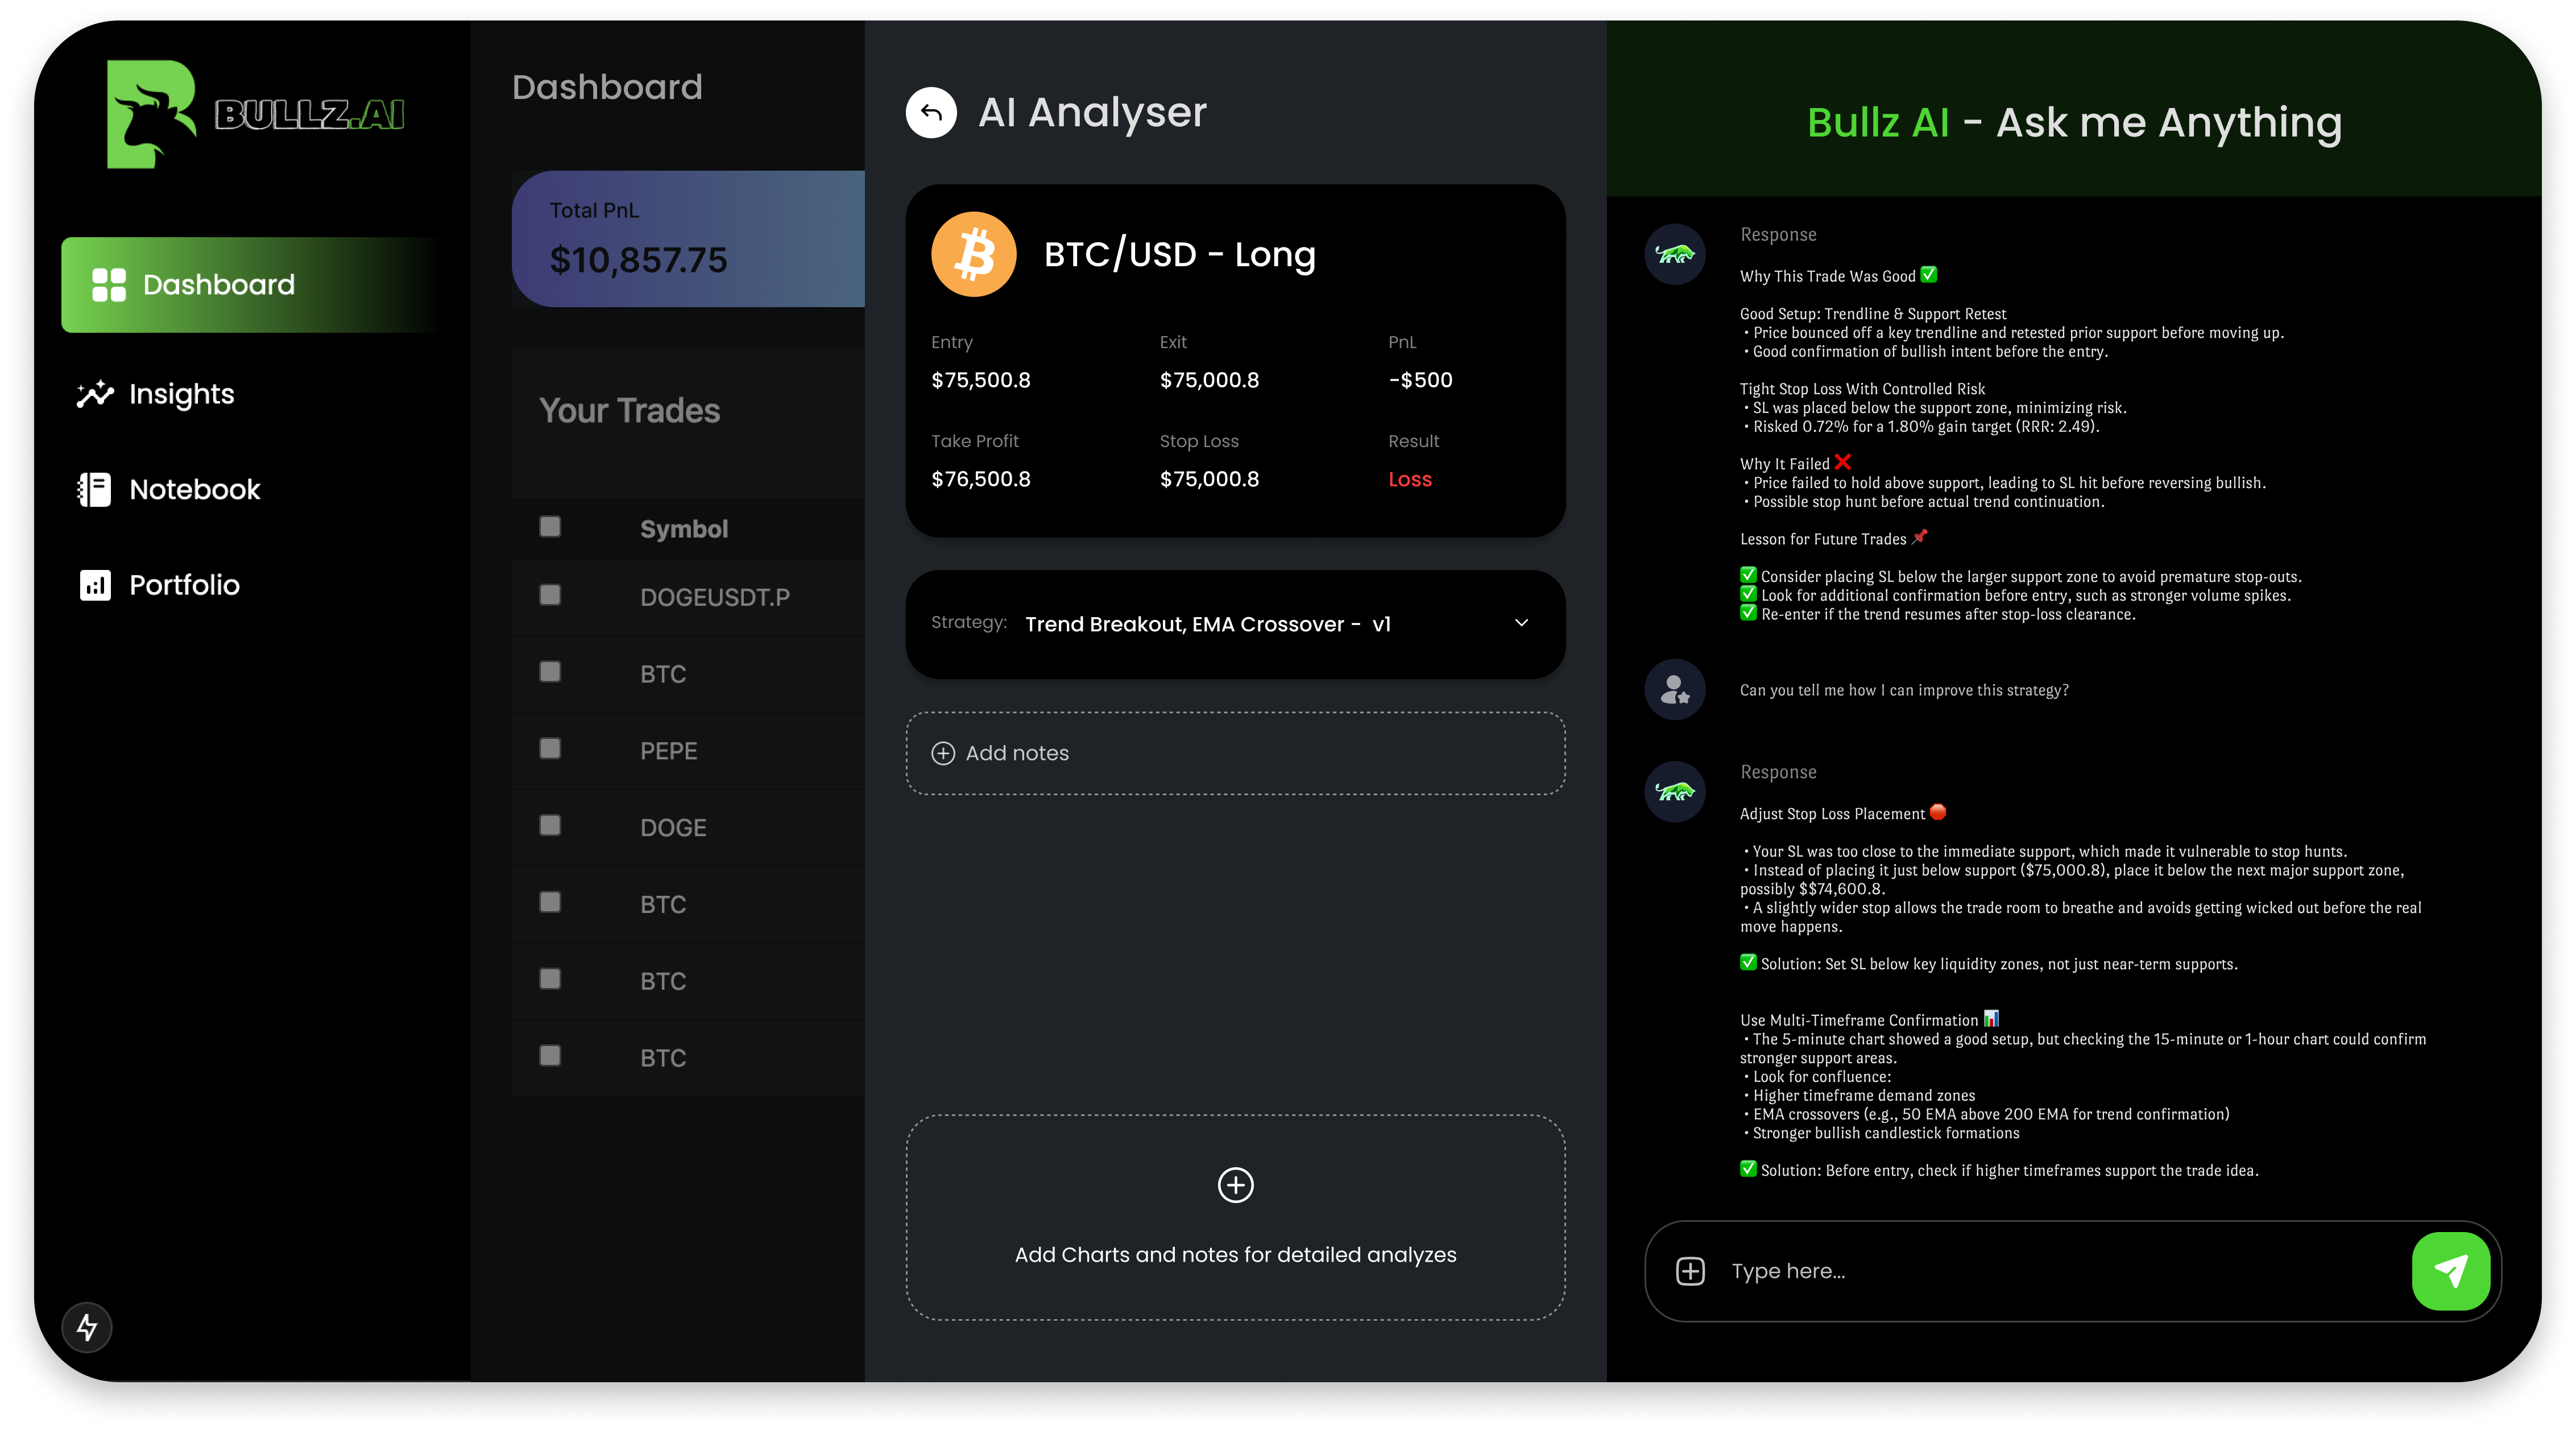 BULLZ.AI
Dashboard
Insights
Notebook
Portfolio
Dashboard
Total PnL
$10,857.75
Your Trades
Symbol
DOGEUSDT.P
BTC
PEPE
DOGE
BTC
BTC
BTC
AI Analyser
BTC/USD - Long
Entry Exit PnL
$75,500.8 $75,000.8 -$500
Take Profit Stop Loss Result
$76,500.8 $75,000.8 Loss
Strategy: Trend Breakout, EMA Crossover - v1
Add notes
Add Charts and notes for detailed analyzes
Bullz AI - Ask me Anything
Response
Why This Trade Was Good ✅
Good Setup: Trendline & Support Retest
• Price bounced off a key trendline and retested prior support before moving up.
• Good confirmation of bullish intent before the entry.
Tight Stop Loss With Controlled Risk
• SL was placed below the support zone, minimizing risk.
• Risked 0.72% for a 1.80% gain target (RRR: 2.49).
Why It Failed ❌
• Price failed to hold above support, leading to SL hit before reversing bullish.
• Possible stop hunt before actual trend continuation.
Lesson for Future Trades 📌
✅ Consider placing SL below the larger support zone to avoid premature stop-outs.
✅ Look for additional confirmation before entry, such as stronger volume spikes.
✅ Re-enter if the trend resumes after stop-loss clearance.
Can you tell me how I can improve this strategy?
Response
Adjust Stop Loss Placement 🛑
• Your SL was too close to the immediate support, which made it vulnerable to stop hunts.
• Instead of placing it just below support ($75,000.8), place it below the next major support zone,
possibly $$74,600.8.
• A slightly wider stop allows the trade room to breathe and avoids getting wicked out before the real
move happens.
✅ Solution: Set SL below key liquidity zones, not just near-term supports.
Use Multi-Timeframe Confirmation 📊
• The 5-minute chart showed a good setup, but checking the 15-minute or 1-hour chart could confirm
stronger support areas.
• Look for confluence:
• Higher timeframe demand zones
• EMA crossovers (e.g., 50 EMA above 200 EMA for trend confirmation)
• Stronger bullish candlestick formations
✅ Solution: Before entry, check if higher timeframes support the trade idea.
Type here...